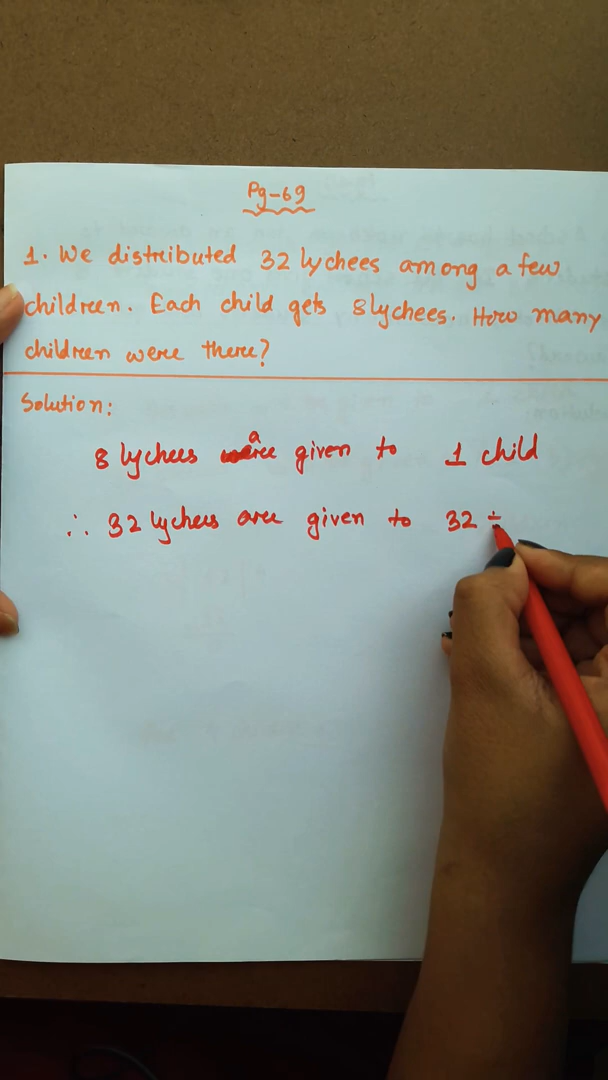 Pg-69
1. We distributed 32 lychees among a few
children. Each child gets 8 lychees. How many
children were there?
Solution:
8 lychees are given to 1 child
∴ 32 lychees are given to 32 ÷